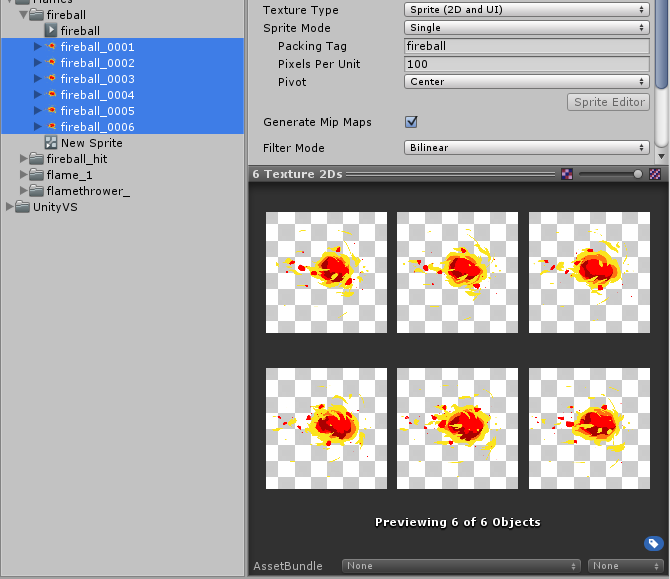 Flames
fireball
fireball
fireball_0001
fireball_0002
fireball_0003
fireball_0004
fireball_0005
fireball_0006
New Sprite
fireball_hit
flame_1
flamethrower_
UnityVS
Texture Type Sprite (2D and UI)
Sprite Mode Single
Packing Tag fireball
Pixels Per Unit 100
Pivot Center
Sprite Editor
Generate Mip Maps
Filter Mode Bilinear
6 Texture 2Ds
Previewing 6 of 6 Objects
AssetBundle None None